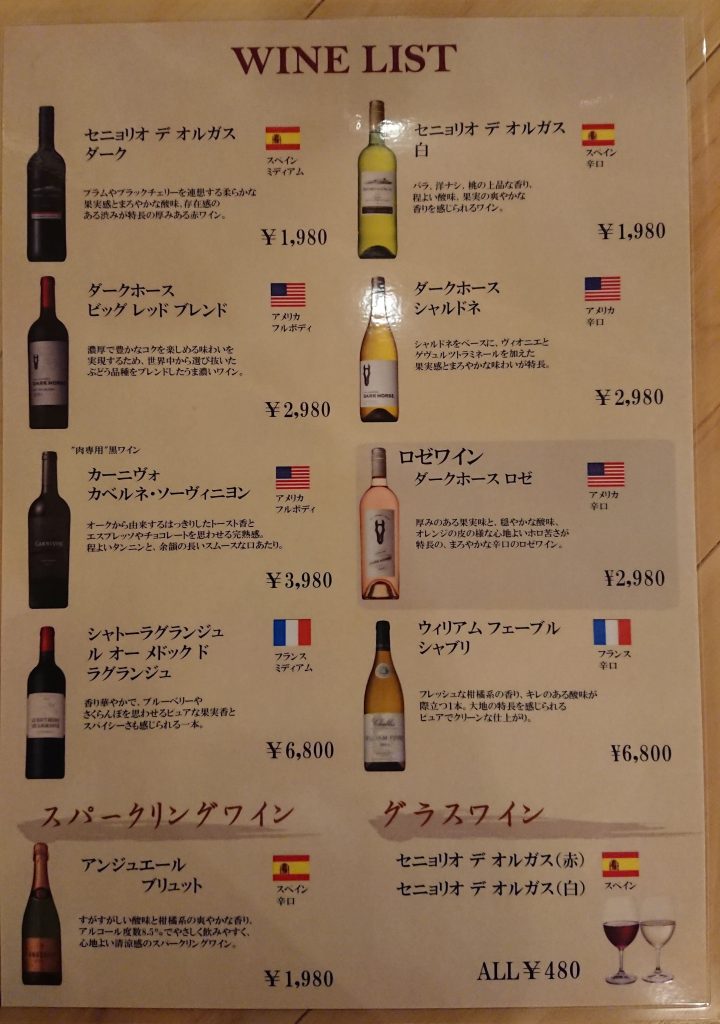 WINE LIST
セニョリオ デ オルガス
ダーク
スペイン
ミディアム
プラムやブラックチェリーを連想する柔らかな
果実感とまろやかな酸味、存在感の
ある渋みが特長の厚みある赤ワイン。
￥1,980
セニョリオ デ オルガス
白
スペイン
辛口
バラ、洋ナシ、桃の上品な香り、
程よい酸味、果実の爽やかな
香りを感じられるワイン。
￥1,980
ダークホース
ビッグ レッド ブレンド
アメリカ
フルボディ
濃厚で豊かなコクを楽しめる味わいを
実現するため、世界中から選び抜いた
ぶどう品種をブレンドしたうま濃いワイン。
￥2,980
ダークホース
シャルドネ
アメリカ
辛口
シャルドネをベースに、ヴィオニエと
ゲヴュルツトラミネールを加えた
果実感とまろやかな味わいが特長。
￥2,980
DARK HORSE
"肉専用"黒ワイン
カーニヴォ
カベルネ・ソーヴィニヨン
アメリカ
フルボディ
オークから由来するはっきりしたトースト香と
エスプレッソやチョコレートを思わせる完熟感。
程よいタンニンと、余韻の長いスムースな口あたり。
￥3,980
CARNIVOR
ロゼワイン
ダークホース ロゼ
アメリカ
辛口
厚みのある果実味と、穏やかな酸味、
オレンジの皮の様な心地よいホロ苦さが
特長の、まろやかな辛口のロゼワイン。
¥2,980
シャトーラグランジュ
ル オー メドック ド
ラグランジュ
フランス
ミディアム
香り華やかで、ブルーベリーや
さくらんぼを思わせるピュアな果実香と
スパイシーさも感じられる一本。
￥6,800
ウィリアム フェーブル
シャブリ
フランス
辛口
フレッシュな柑橘系の香り、キレのある酸味が
際立つ1本。大地の特長を感じられる
ピュアでクリーンな仕上がり。
¥6,800
Chablis
スパークリングワイン
アンジュエール
ブリュット
スペイン
辛口
すがすがしい酸味と柑橘系の爽やかな香り、
アルコール度数8.5%でやさしく飲みやすく、
心地よい清涼感のスパークリングワイン。
￥1,980
グラスワイン
セニョリオ デ オルガス(赤)
セニョリオ デ オルガス(白)
スペイン
ALL￥480